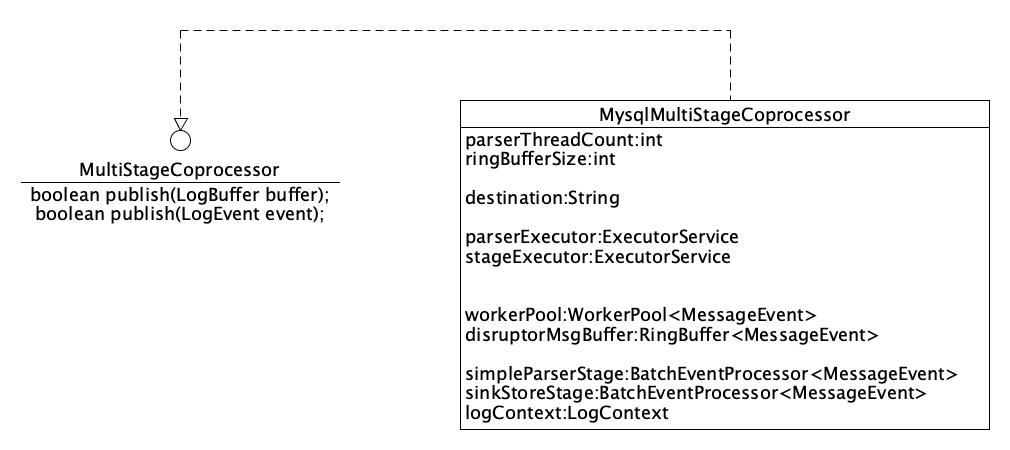 MultiStageCoprocessor
boolean publish(LogBuffer buffer);
boolean publish(LogEvent event);
MysqlMultiStageCoprocessor
parserThreadCount:int
ringBufferSize:int
destination:String
parserExecutor:ExecutorService
stageExecutor:ExecutorService
workerPool:WorkerPool<MessageEvent>
disruptorMsgBuffer:RingBuffer<MessageEvent>
simpleParserStage:BatchEventProcessor<MessageEvent>
sinkStoreStage:BatchEventProcessor<MessageEvent>
logContext:LogContext